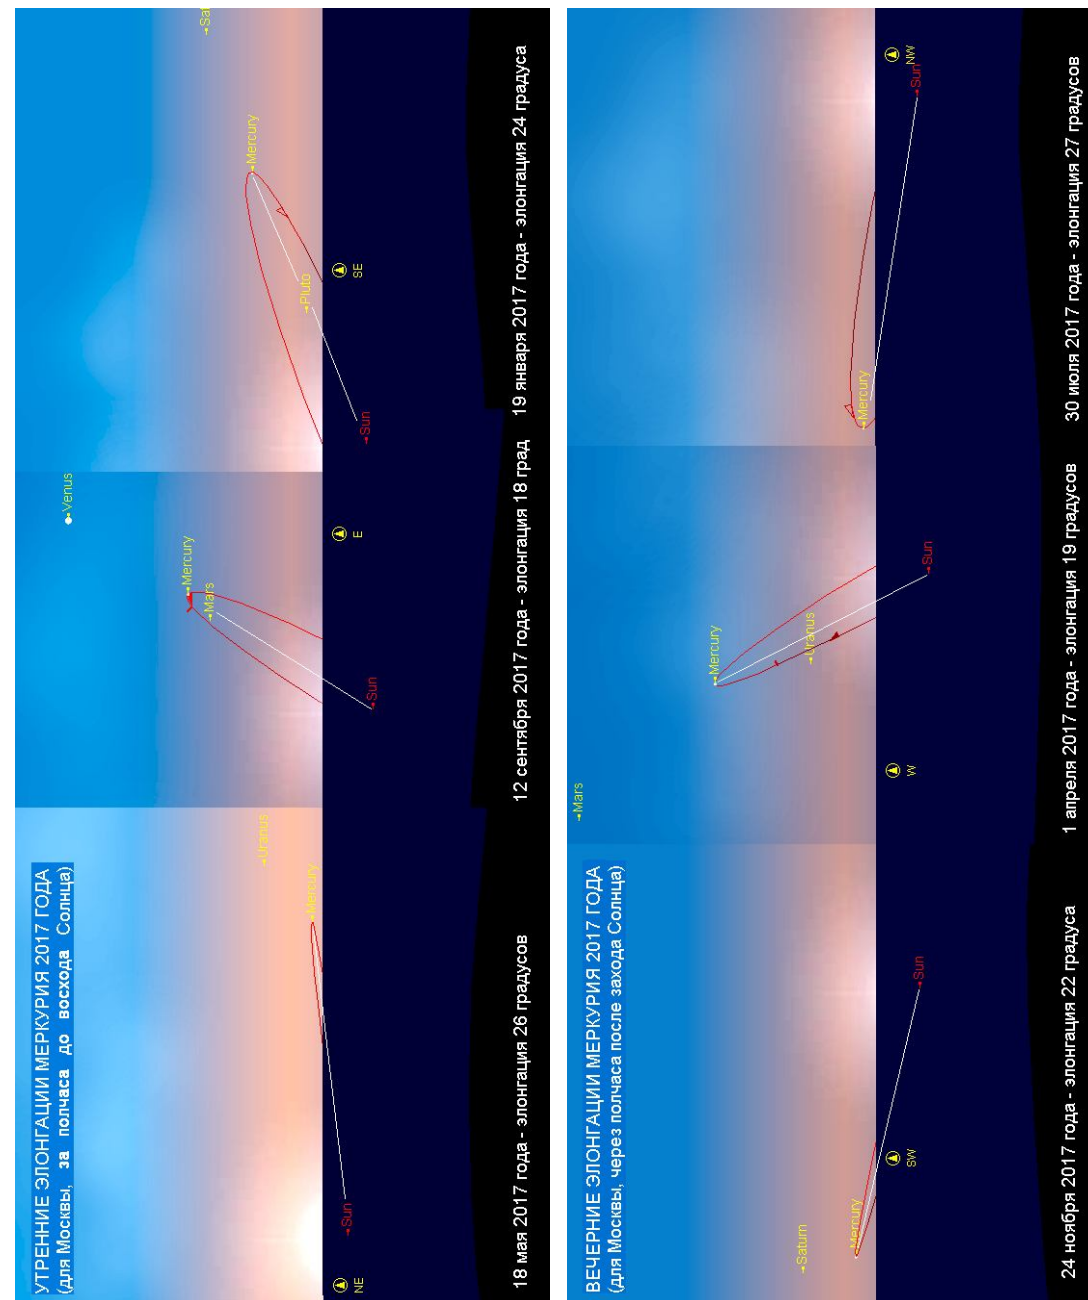 УТРЕННИЕ ЭЛОНГАЦИИ МЕРКУРИЯ 2017 ГОДА
(для Москвы, за полчаса до восхода Солнца)
Venus
Mercury
Sat
Mars
Mercury
Uranus
Pluto
Mercury
Sun
Sun
Sun
NE
E
SE
18 мая 2017 года - элонгация 26 градусов
12 сентября 2017 года - элонгация 18 град
19 января 2017 года - элонгация 24 градуса
ВЕЧЕРНИЕ ЭЛОНГАЦИИ МЕРКУРИЯ 2017 ГОДА
(для Москвы, через полчаса после захода Солнца)
Mars
Mercury
Saturn
Uranus
Mercury
Mercury
Sun
Sun
Sun
SW
W
NW
24 ноября 2017 года - элонгация 22 градуса
1 апреля 2017 года - элонгация 19 градусов
30 июля 2017 года - элонгация 27 градусов